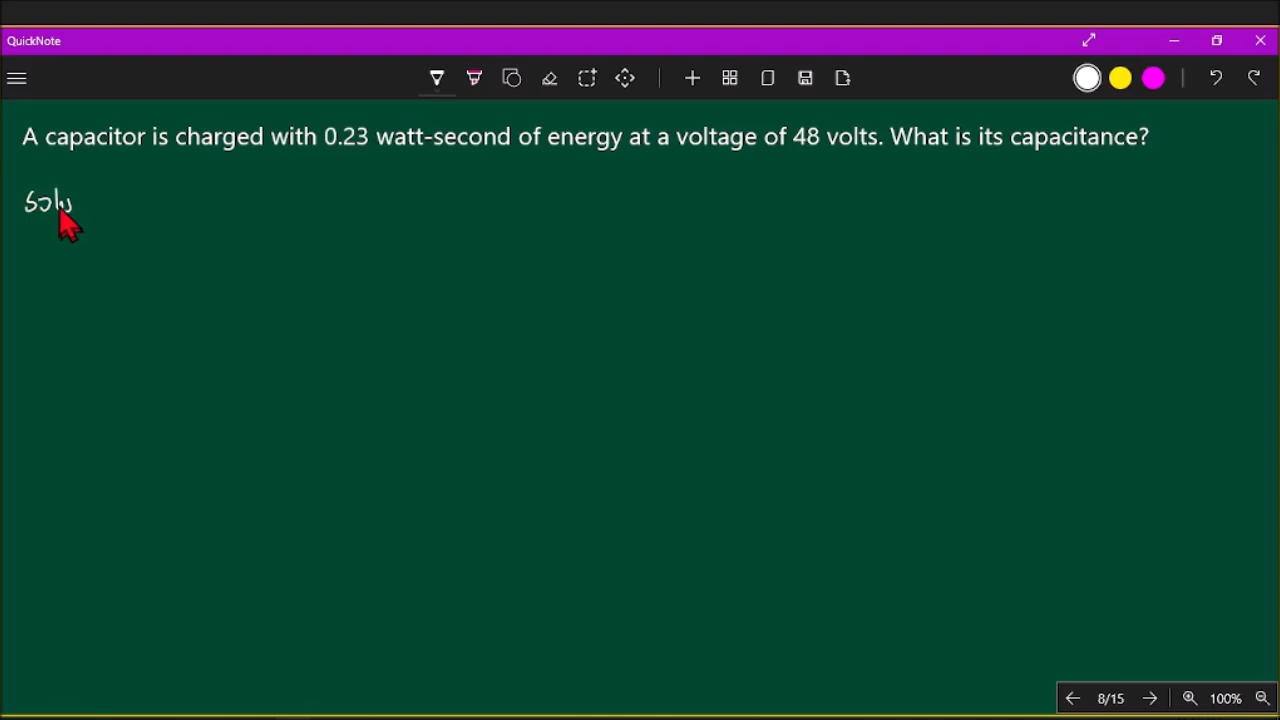 QuickNote
A capacitor is charged with 0.23 watt-second of energy at a voltage of 48 volts. What is its capacitance?
Solu
8/15
100%